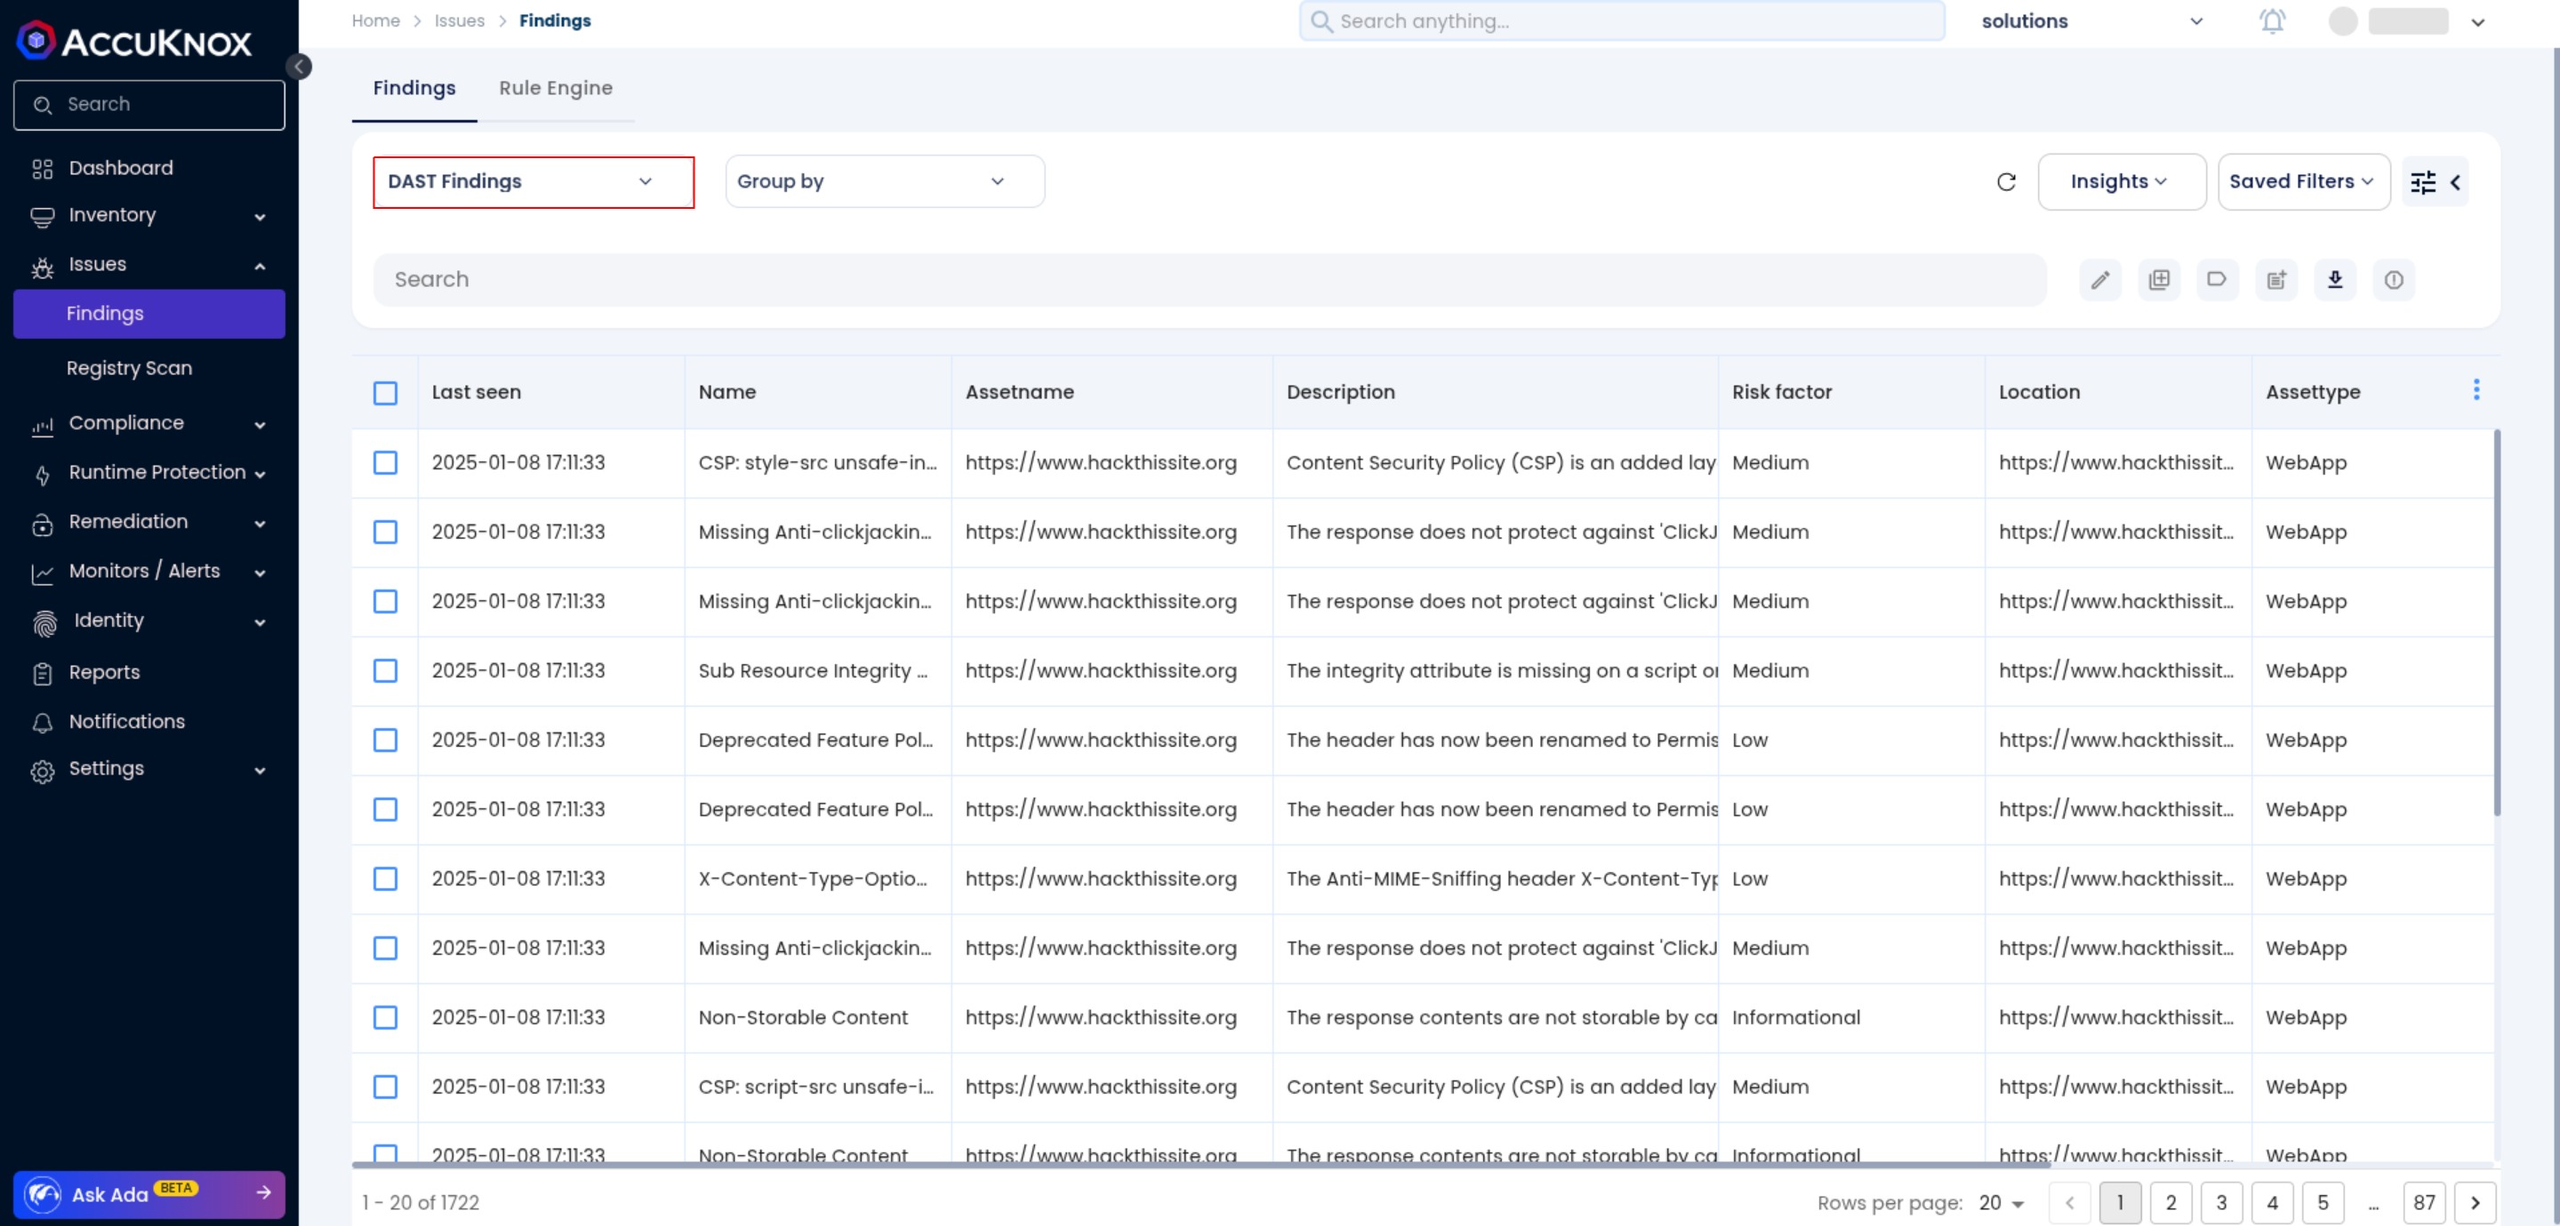 ACCUKNOX
Search
Dashboard
Inventory
Issues
Findings
Registry Scan
Compliance
Runtime Protection
Remediation
Monitors / Alerts
Identity
Reports
Notifications
Settings
Ask Ada BETA
Home > Issues > Findings
Search anything...
solutions
Findings Rule Engine
DAST Findings Group by Insights Saved Filters
Search
Last seen Name Assetname Description Risk factor Location Assettype
2025-01-08 17:11:33 CSP: style-src unsafe-in... https://www.hackthissite.org Content Security Policy (CSP) is an added lay Medium https://www.hackthissit... WebApp
2025-01-08 17:11:33 Missing Anti-clickjackin... https://www.hackthissite.org The response does not protect against 'ClickJ Medium https://www.hackthissit... WebApp
2025-01-08 17:11:33 Missing Anti-clickjackin... https://www.hackthissite.org The response does not protect against 'ClickJ Medium https://www.hackthissit... WebApp
2025-01-08 17:11:33 Sub Resource Integrity ... https://www.hackthissite.org The integrity attribute is missing on a script or Medium https://www.hackthissit... WebApp
2025-01-08 17:11:33 Deprecated Feature Pol... https://www.hackthissite.org The header has now been renamed to Permis Low https://www.hackthissit... WebApp
2025-01-08 17:11:33 Deprecated Feature Pol... https://www.hackthissite.org The header has now been renamed to Permis Low https://www.hackthissit... WebApp
2025-01-08 17:11:33 X-Content-Type-Optio... https://www.hackthissite.org The Anti-MIME-Sniffing header X-Content-Typ Low https://www.hackthissit... WebApp
2025-01-08 17:11:33 Missing Anti-clickjackin... https://www.hackthissite.org The response does not protect against 'ClickJ Medium https://www.hackthissit... WebApp
2025-01-08 17:11:33 Non-Storable Content https://www.hackthissite.org The response contents are not storable by ca Informational https://www.hackthissit... WebApp
2025-01-08 17:11:33 CSP: script-src unsafe-i... https://www.hackthissite.org Content Security Policy (CSP) is an added lay Medium https://www.hackthissit... WebApp
2025-01-08 17:11:33 Non-Storable Content https://www.hackthissite.org The response contents are not storable by ca Informational https://www.hackthissit... WebApp
1 - 20 of 1722 Rows per page: 20 < 1 2 3 4 5 ... 87 >